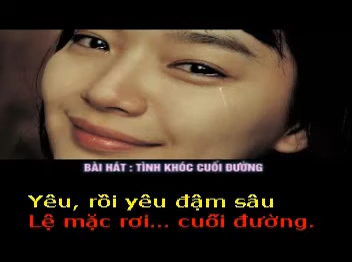 BÀI HÁT : TÌNH KHÓC CUỐI ĐƯỜNG
Yêu, rồi yêu đậm sâu
Lệ mặc rơi... cuối đường.